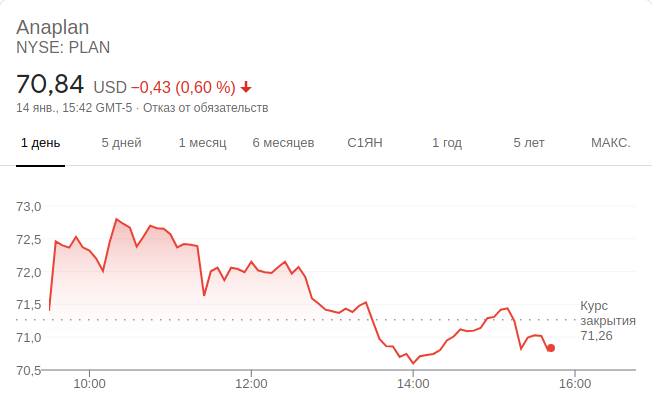 Anaplan
NYSE: PLAN
70,84 USD −0,43 (0,60 %)
14 янв., 15:42 GMT-5 · Отказ от обязательств
1 день 5 дней 1 месяц 6 месяцев С1ЯН 1 год 5 лет МАКС.
73,0
72,5
72,0
71,5
71,0
70,5
Курс
закрытия
71,26
10:00 12:00 14:00 16:00